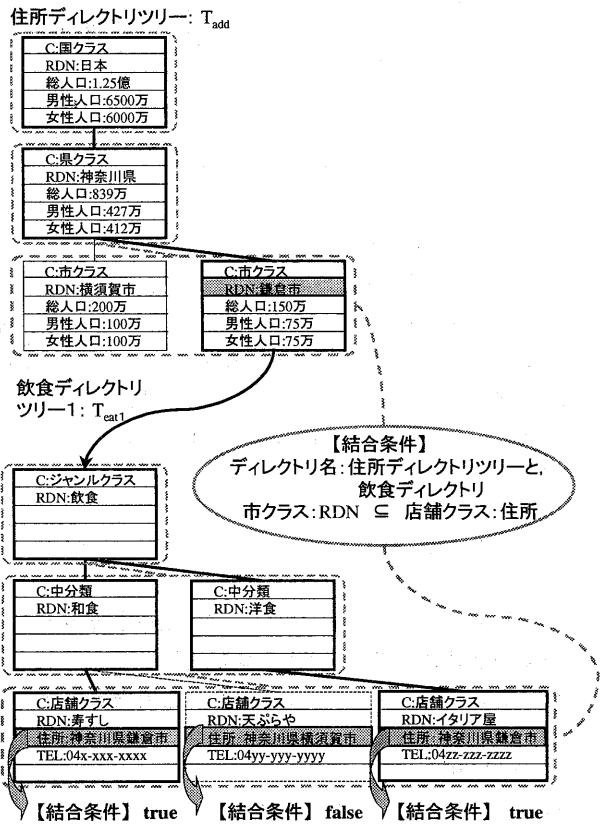 住所ディレクトリツリー: Tadd
C:国クラス
RDN:日本
総人口:1.25億
男性人口:6500万
女性人口:6000万
C:県クラス
RDN:神奈川県
総人口:839万
男性人口:427万
女性人口:412万
C:市クラス
RDN:横須賀市
総人口:200万
男性人口:100万
女性人口:100万
C:市クラス
RDN:鎌倉市
総人口:150万
男性人口:75万
女性人口:75万
飲食ディレクトリ
ツリー1: Teat1
【結合条件】
ディレクトリ名:住所ディレクトリツリーと,
飲食ディレクトリ
市クラス:RDN ⊆ 店舗クラス:住所
C:ジャンルクラス
RDN:飲食
C:中分類
RDN:和食
C:中分類
RDN:洋食
C:店舗クラス
RDN:寿すし
住所:神奈川県鎌倉市
TEL:04x-xxx-xxxx
C:店舗クラス
RDN:天ぷらや
住所:神奈川県横須賀市
TEL:04yy-yyy-yyyy
C:店舗クラス
RDN:イタリア屋
住所:神奈川県鎌倉市
TEL;04zz-zzz-zzzz
【結合条件】 true
【結合条件】 false
【結合条件】 true